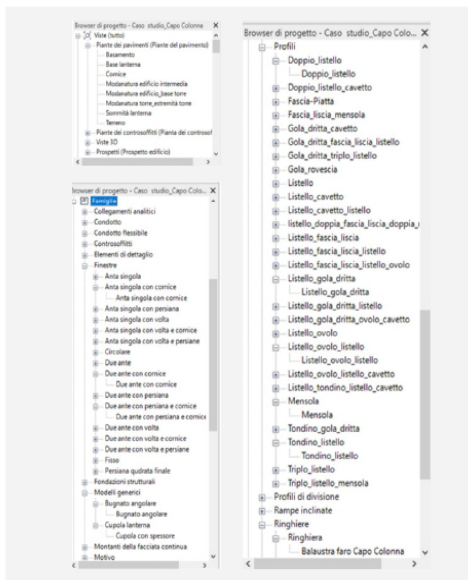 Browser di progetto - Caso studio_Capo Colonne
Viste (tutto)
Piante dei pavimenti (Piante del pavimento)
Basamento
Base lanterna
Cornice
Modanatura edificio intermedia
Modanatura edificio_base torre
Modanatura torre_estremità torre
Sommità lanterna
Terreno
Piante dei controsoffitti (Pianta dei controsof
Viste 3D
Prospetti (Prospetto edificio)
browser di progetto - Caso studio_Capo Colo...
Famiglie
Collegamenti analitici
Condotto
Condotto flessibile
Controsoffitti
Elementi di dettaglio
Finestre
Anta singola
Anta singola con cornice
Anta singola con cornice
Anta singola con persiana
Anta singola con volta
Anta singola con volta e cornice
Anta singola con volta e persiane
Circolare
Due ante
Due ante con cornice
Due ante con cornice
Due ante con persiana
Due ante con persiana e cornice
Due ante con persiana e cornice
Due ante con volta
Due ante con volta e cornice
Due ante con volta e persiane
Fisso
Persiana qudrata finale
Fondazioni strutturali
Modelli generici
Bugnato angolare
Bugnato angolare
Cupola lanterna
Cupola con spessore
Montanti della facciata continua
Motivo
Browser di progetto - Caso studio_Capo Colo...
Profili
Doppio_listello
Doppio_listello
Doppio_listello_cavetto
Fascia-Piatta
Fascia_liscia_mensola
Gola_dritta_cavetto
Gola_dritta_fascia_liscia_listello
Gola_dritta_triplo_listello
Gola_rovescia
Listello
Listello_cavetto
Listello_cavetto_listello
listello_doppia_fascia_liscia_doppia_
Listello_fascia_liscia
Listello_fascia_liscia_listello
Listello_fascia_liscia_listello_ovolo
Listello_gola_dritta
Listello_gola_dritta
Listello_gola_dritta_listello
Listello_gola_dritta_ovolo_cavetto
Listello_ovolo
Listello_ovolo_listello
Listello_ovolo_listello
Listello_ovolo_listello_cavetto
Listello_tondino_listello_cavetto
Mensola
Mensola
Tondino_gola_dritta
Tondino_listello
Tondino_listello
Triplo_listello
Triplo_listello_mensola
Profili di divisione
Rampe inclinate
Ringhiere
Ringhiera
Balaustra faro Capo Colonna